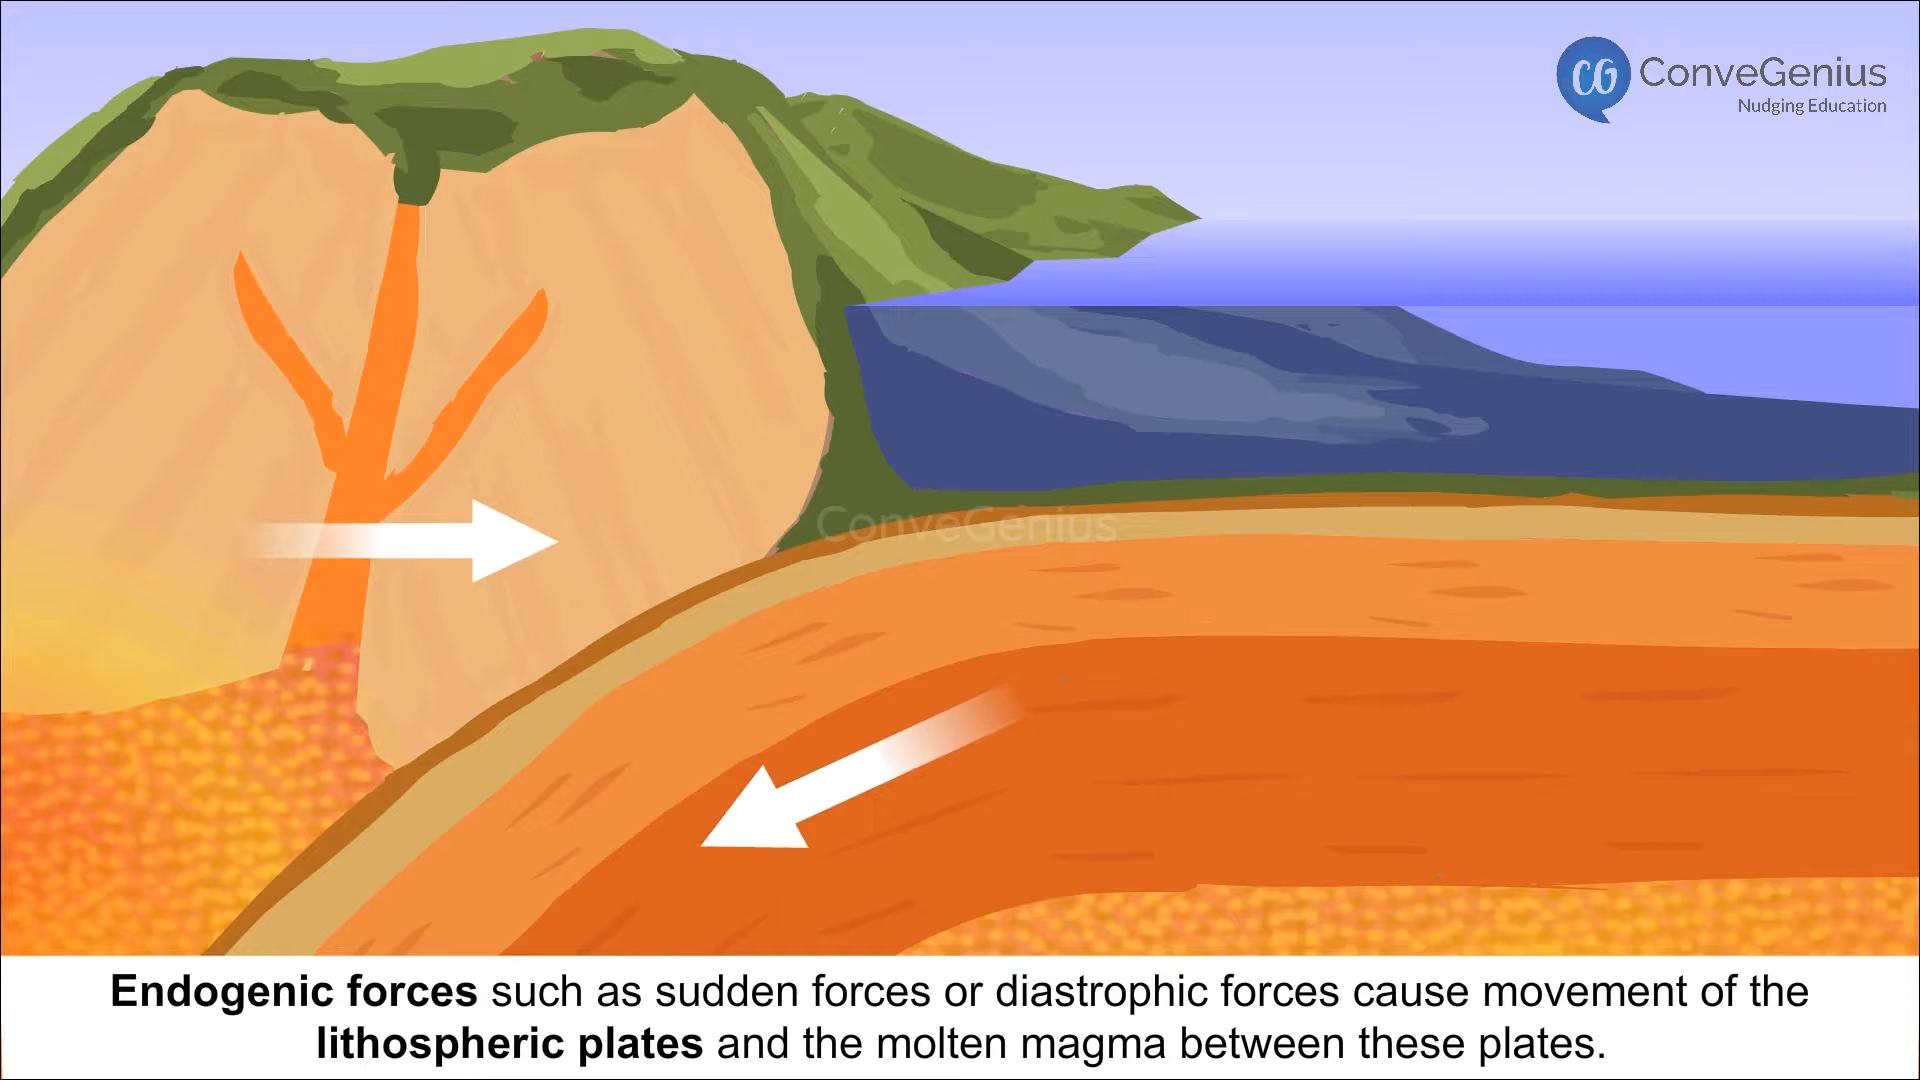 CG ConveGenius
Nudging Education
ConveGenius
Endogenic forces such as sudden forces or diastrophic forces cause movement of the
lithospheric plates and the molten magma between these plates.